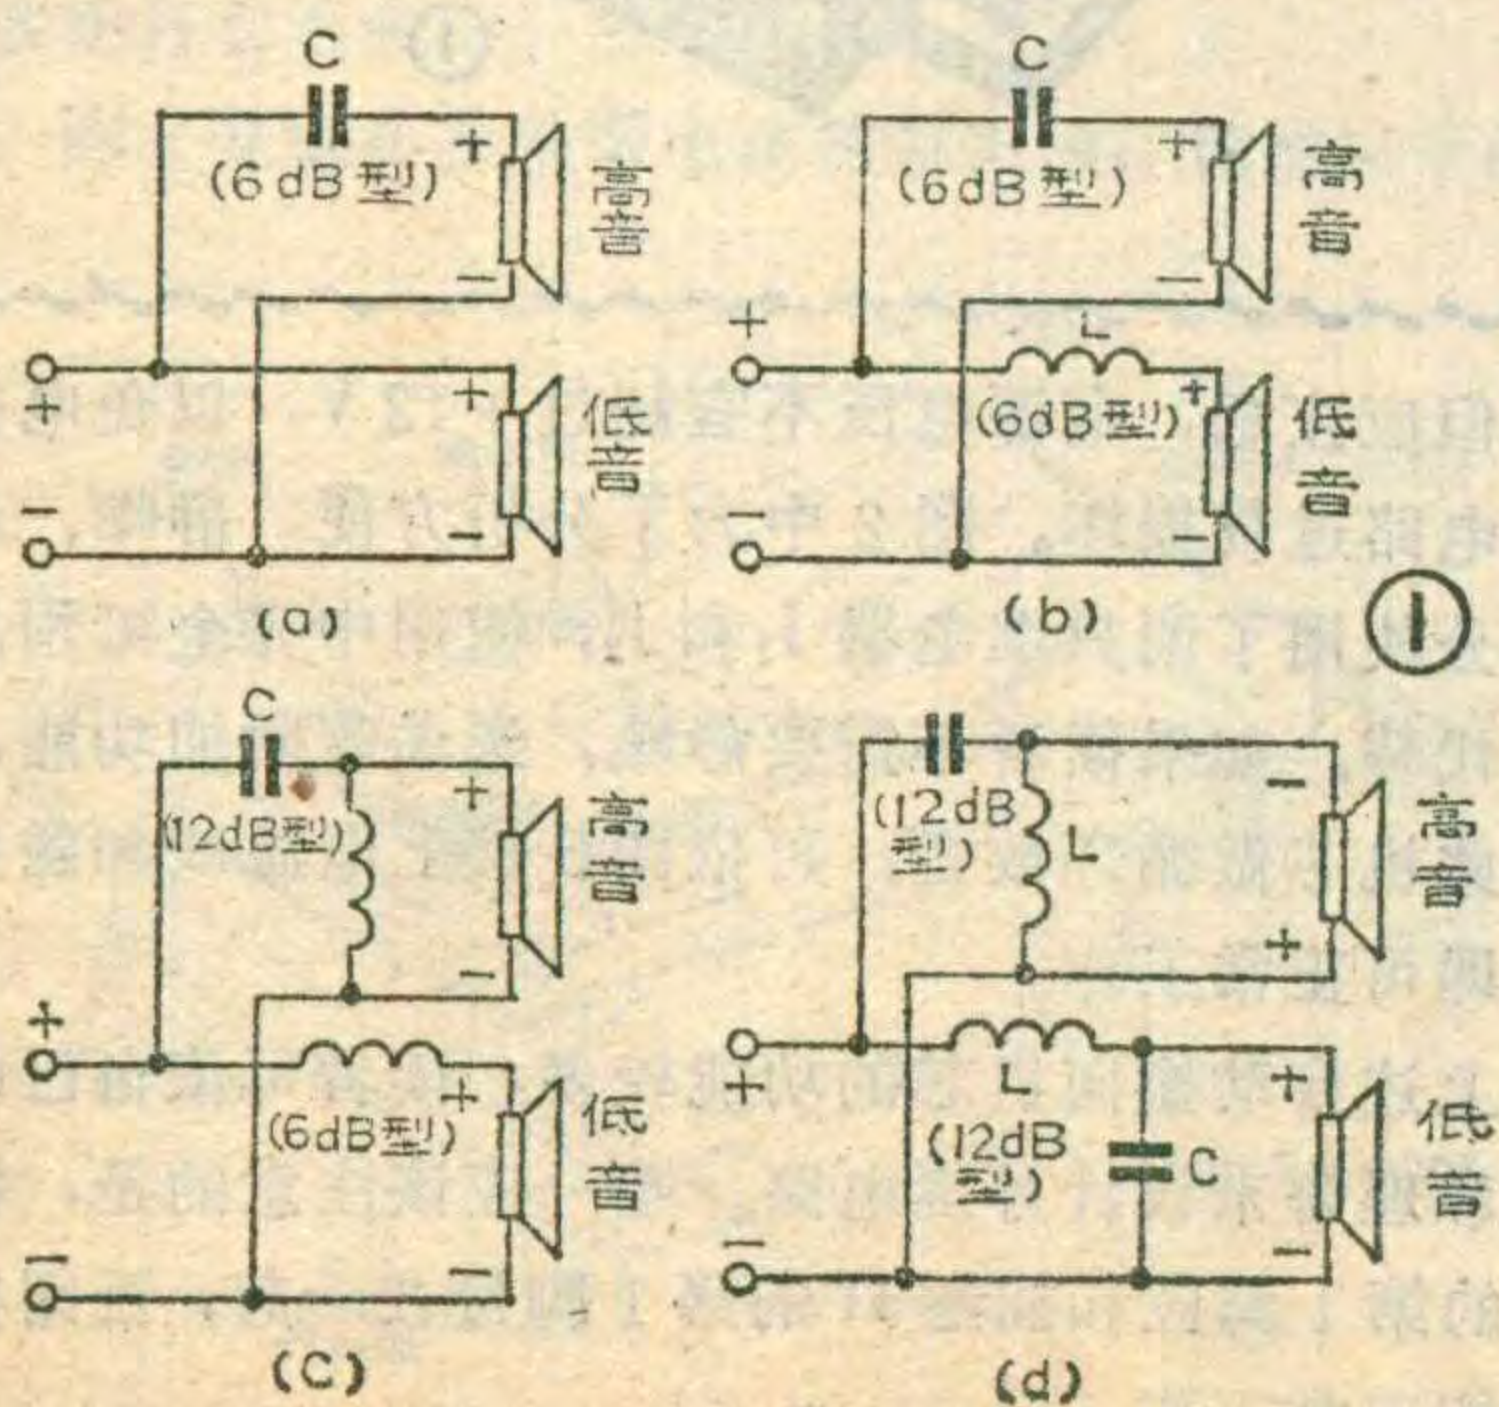 C
(6dB型)
+
-
高音
+
-
+
-
低音
(a)
C
(6dB型)
+
-
高音
+
-
L
(6dB型)
+
-
低音
(b)
①
C
(12dB型)
+
-
高音
+
-
(6dB型)
+
-
低音
(c)
(12dB
型)
L
-
+
高音
+
-
L
(12dB
型)
C
+
-
低音
(d)